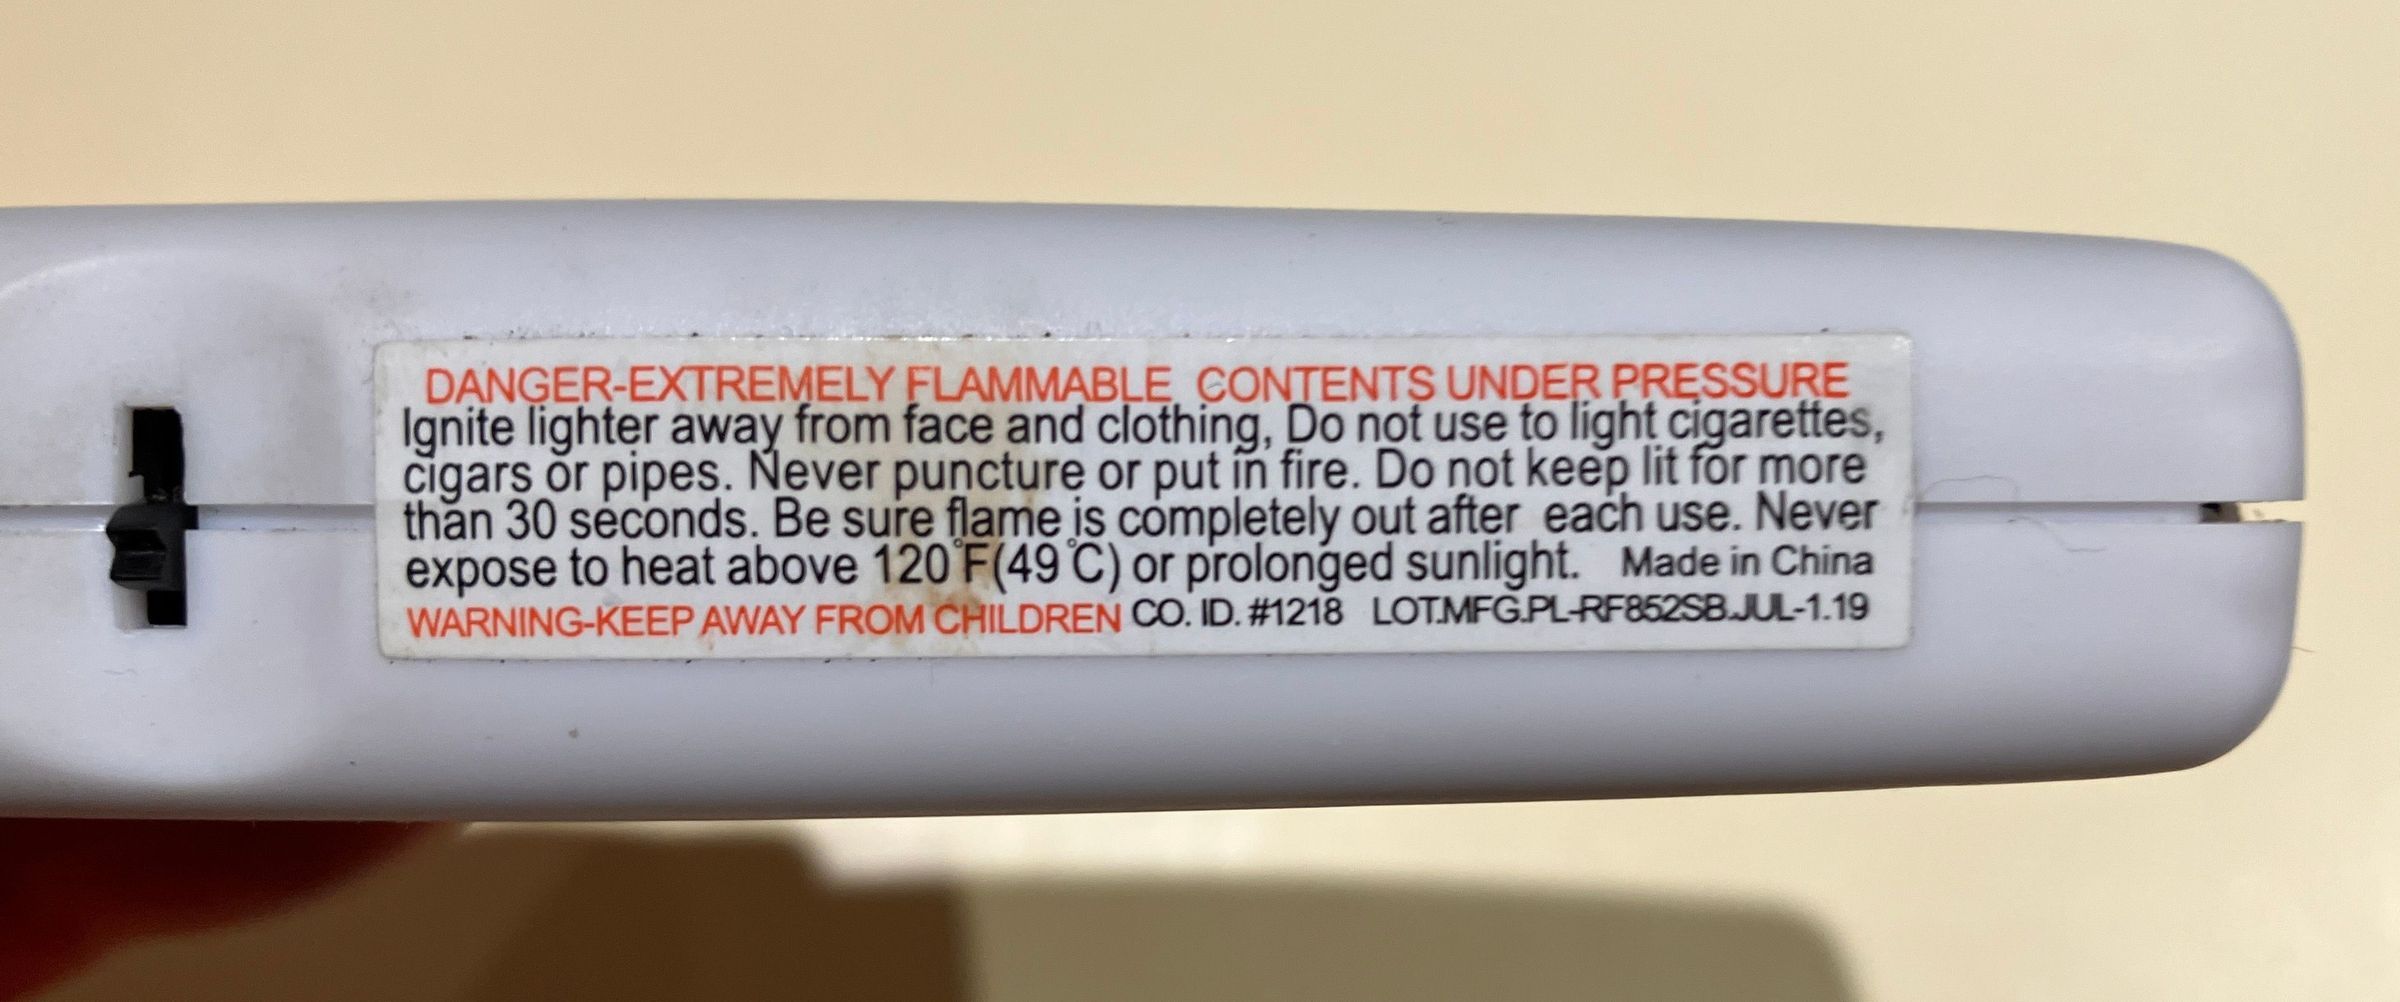 DANGER-EXTREMELY FLAMMABLE CONTENTS UNDER PRESSURE
Ignite lighter away from face and clothing, Do not use to light cigarettes,
cigars or pipes. Never puncture or put in fire. Do not keep lit for more
than 30 seconds. Be sure flame is completely out after each use. Never
expose to heat above 120°F(49°C) or prolonged sunlight. Made in China
WARNING-KEEP AWAY FROM CHILDREN CO. ID. #1218 LOT.MFG.PL-RF852SB.JUL-1.19